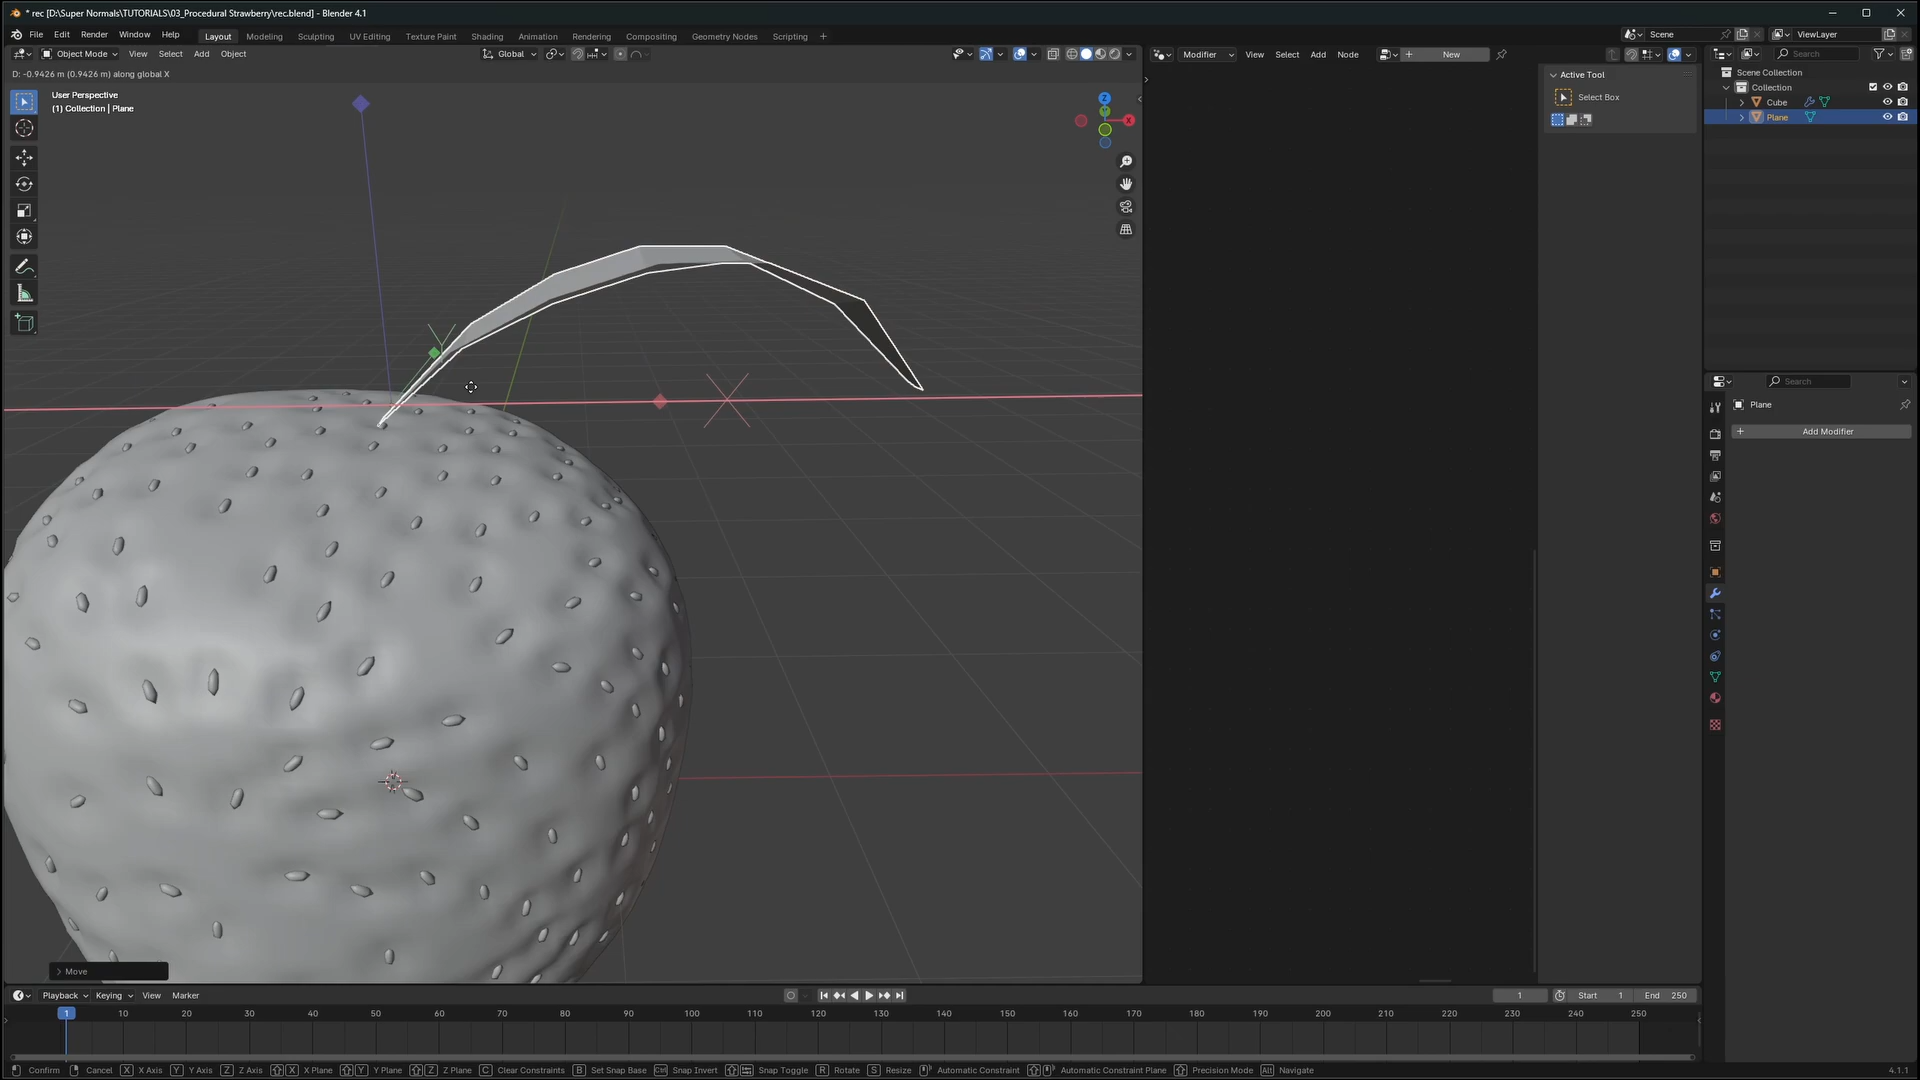 * rec [D:\Super Normals\TUTORIALS\03_Procedural Strawberry\rec.blend] - Blender 4.1
File Edit Render Window Help Layout Modeling Sculpting UV Editing Texture Paint Shading Animation Rendering Compositing Geometry Nodes Scripting + Scene ViewLayer
Object Mode View Select Add Object Global Modifier View Select Add Node + New Search
D: -0.9426 m (0.9426 m) along global X
User Perspective
(1) Collection | Plane
Active Tool
Select Box
Scene Collection
Collection
Cube
Plane
Z
X
Search
Plane
+ Add Modifier
> Move
Playback Keying View Marker 1 Start 1 End 250
1 10 20 30 40 50 60 70 80 90 100 110 120 130 140 150 160 170 180 190 200 210 220 230 240 250
Confirm Cancel X X Axis Y Y Axis Z Z Axis X X Plane Y Y Plane Z Z Plane C Clear Constraints B Set Snap Base Ctrl Snap Invert Snap Toggle R Rotate S Resize Automatic Constraint Automatic Constraint Plane Precision Mode Alt Navigate 4.1.1